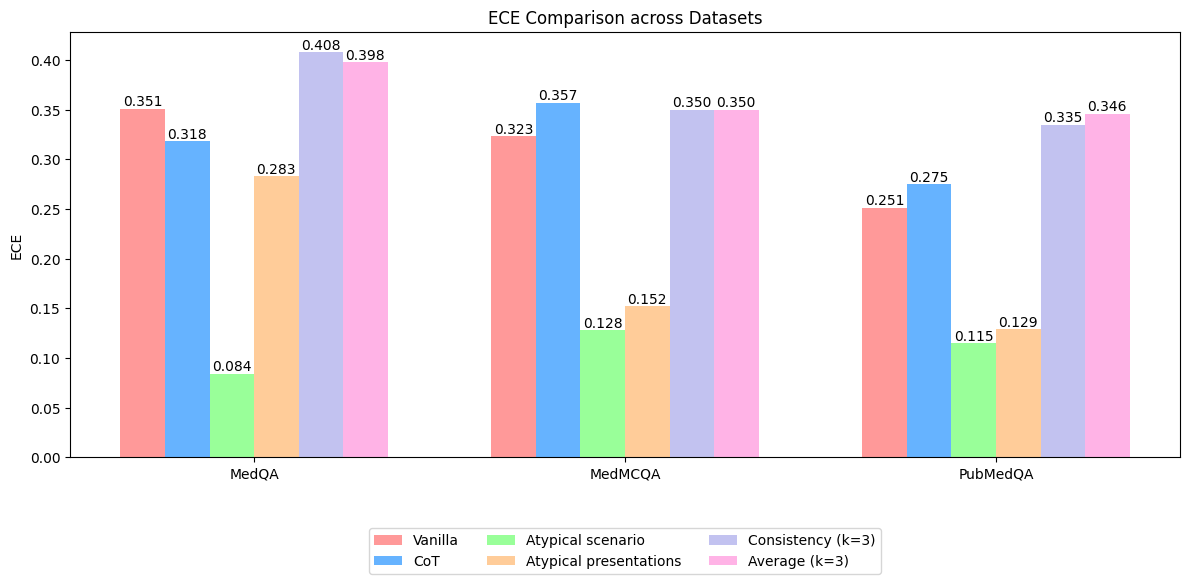 ECE Comparison across Datasets
ECE
0.40
0.35
0.30
0.25
0.20
0.15
0.10
0.05
0.00
0.351
0.318
0.084
0.283
0.408
0.398
0.323
0.357
0.128
0.152
0.350
0.350
0.251
0.275
0.115
0.129
0.335
0.346
MedQA
MedMCQA
PubMedQA
Vanilla
CoT
Atypical scenario
Atypical presentations
Consistency (k=3)
Average (k=3)